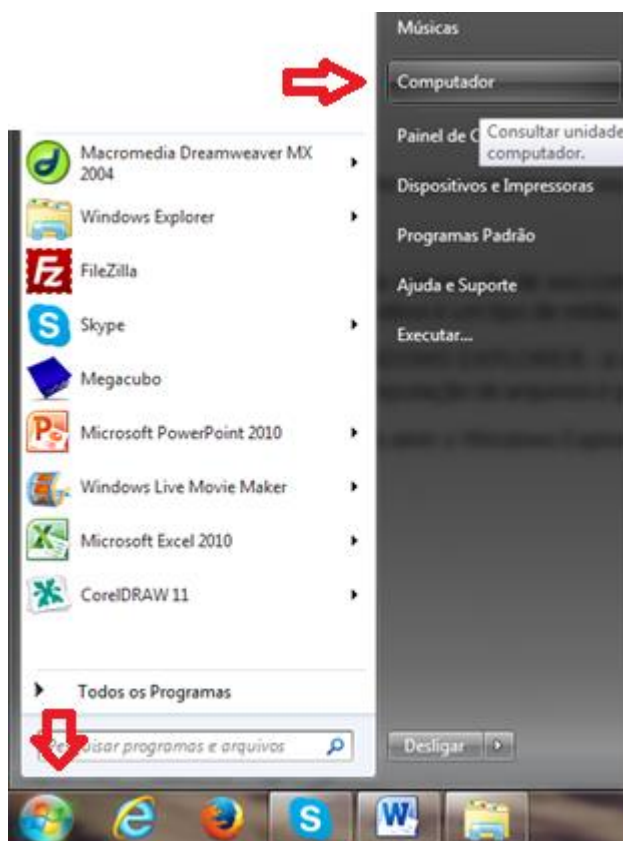 Músicas
Computador
Painel de C
Consultar unidade
computador.
Dispositivos e Impressoras
Programas Padrão
Ajuda e Suporte
Executar...
Macromedia Dreamweaver MX
2004
Windows Explorer
FileZilla
Skype
Megacubo
Microsoft PowerPoint 2010
Windows Live Movie Maker
Microsoft Excel 2010
CorelDRAW 11
Todos os Programas
programas e arquivos
Desligar